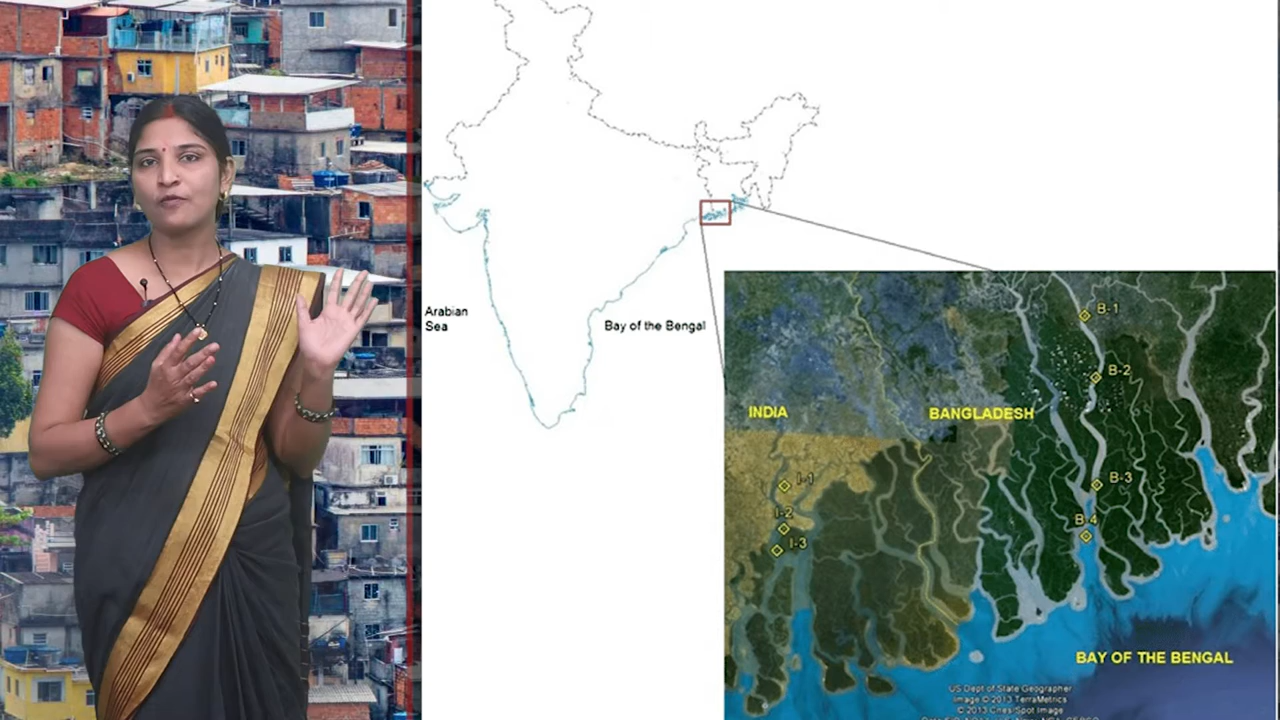 Arabian
Sea
Bay of the Bengal
B-1
B-2
INDIA
BANGLADESH
I-1
B-3
I-2
B-4
I-3
BAY OF THE BENGAL
US Dept of State Geographer
Image © 2013 TerraMetrics
© 2013 Cnes/Spot Image